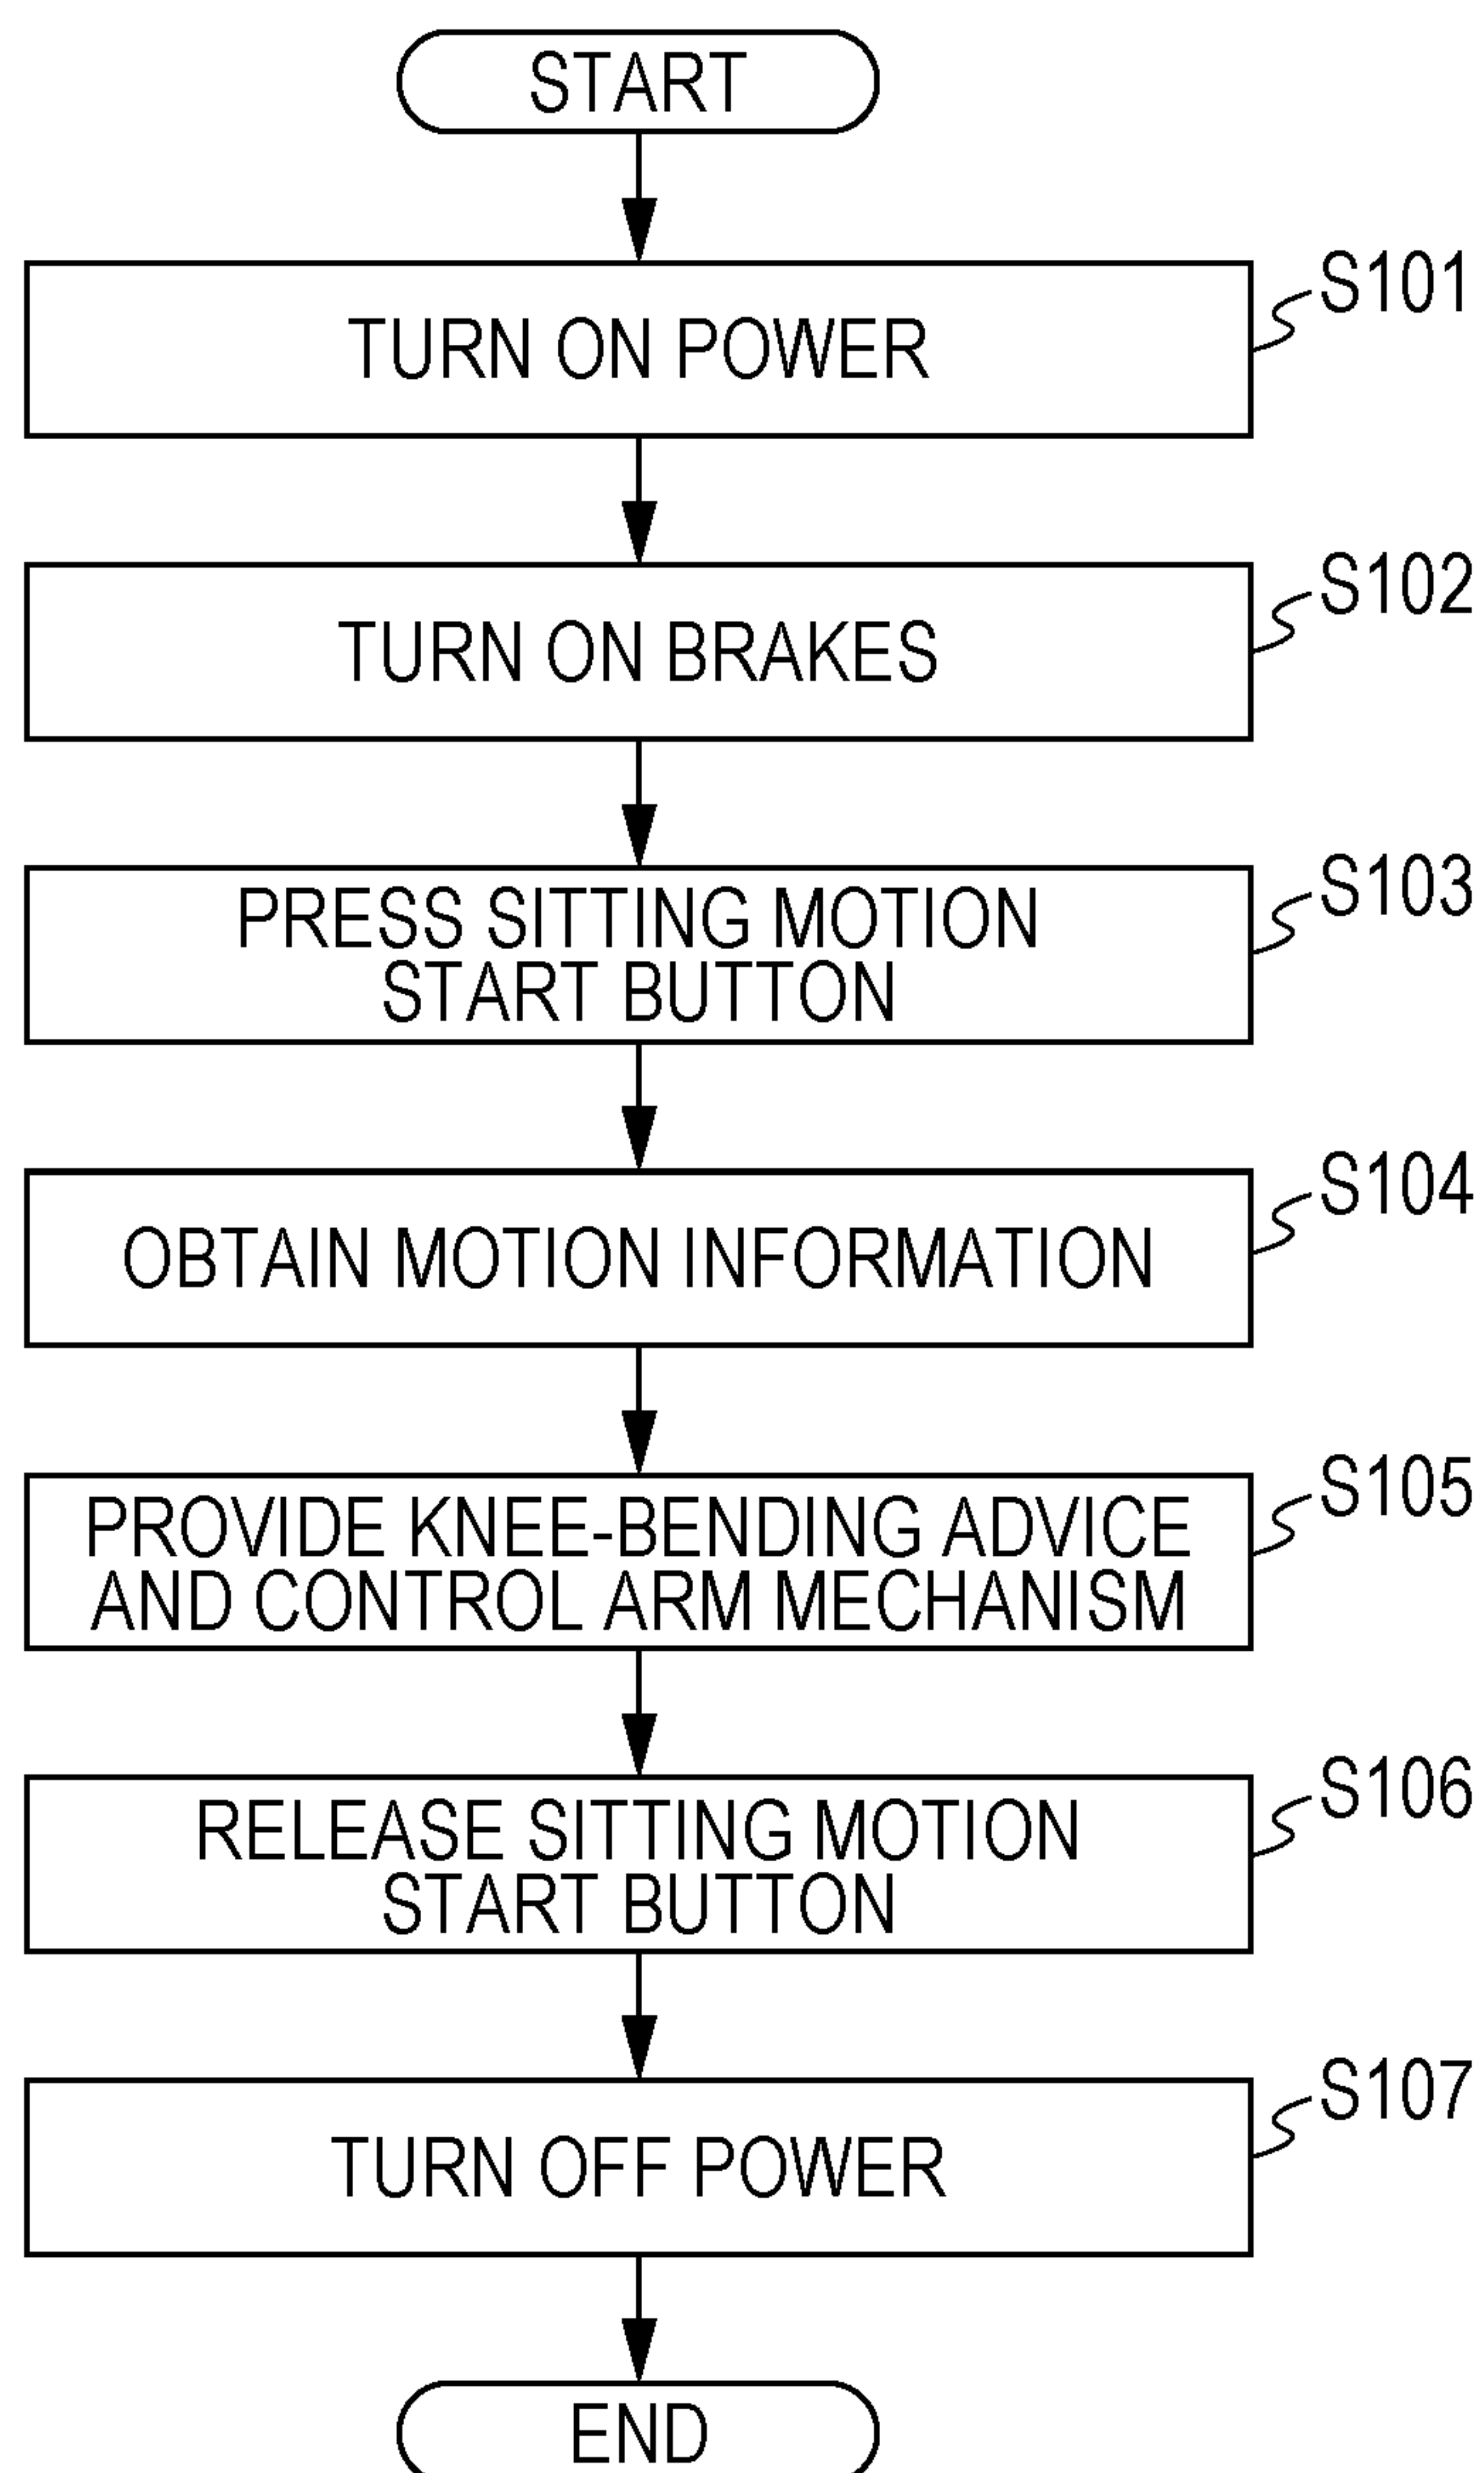 START
S101
TURN ON POWER
S102
TURN ON BRAKES
S103
PRESS SITTING MOTION
START BUTTON
S104
OBTAIN MOTION INFORMATION
S105
PROVIDE KNEE-BENDING ADVICE
AND CONTROL ARM MECHANISM
S106
RELEASE SITTING MOTION
START BUTTON
S107
TURN OFF POWER
END